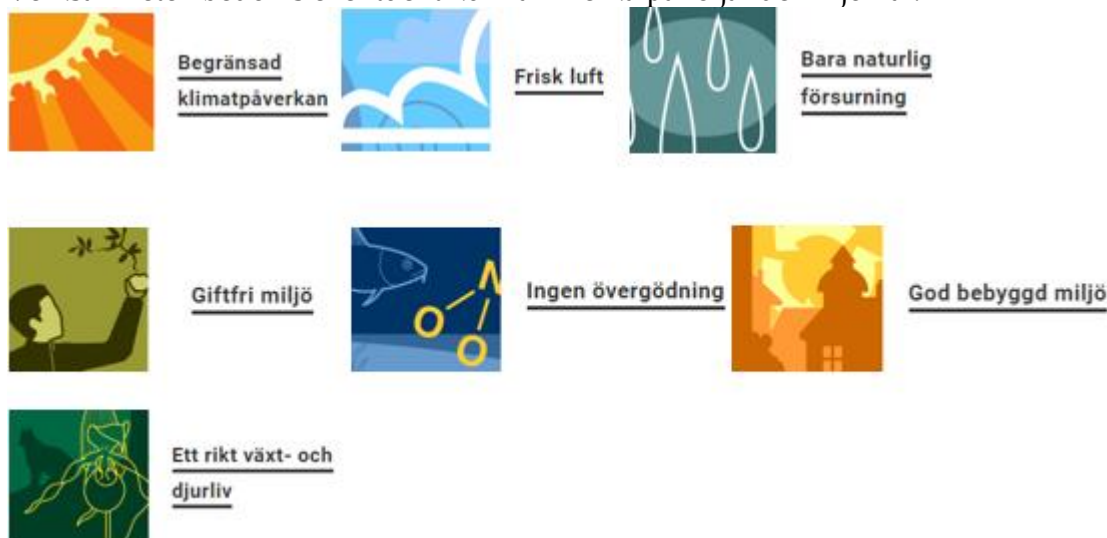 Begränsad
klimatpåverkan
Frisk luft
Bara naturlig
försurning
Giftfri miljö
N
O
O
Ingen övergödning
God bebyggd miljö
Ett rikt växt- och
djurliv